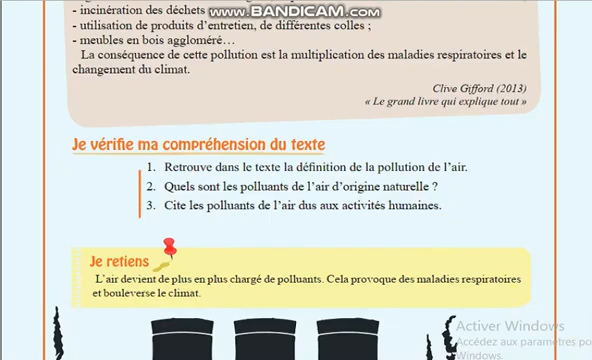 - incinération des déchets
www.BANDICAM.com
- utilisation de produits d'entretien, de différentes colles ;
- meubles en bois aggloméré…
La conséquence de cette pollution est la multiplication des maladies respiratoires et le
changement du climat.
Clive Gifford (2013)
« Le grand livre qui explique tout »
Je vérifie ma compréhension du texte
1. Retrouve dans le texte la définition de la pollution de l'air.
2. Quels sont les polluants de l'air d'origine naturelle ?
3. Cite les polluants de l'air dus aux activités humaines.
Je retiens
L'air devient de plus en plus chargé de polluants. Cela provoque des maladies respiratoires
et bouleverse le climat.
Activer Windows
Accédez aux paramètres po
Windows.